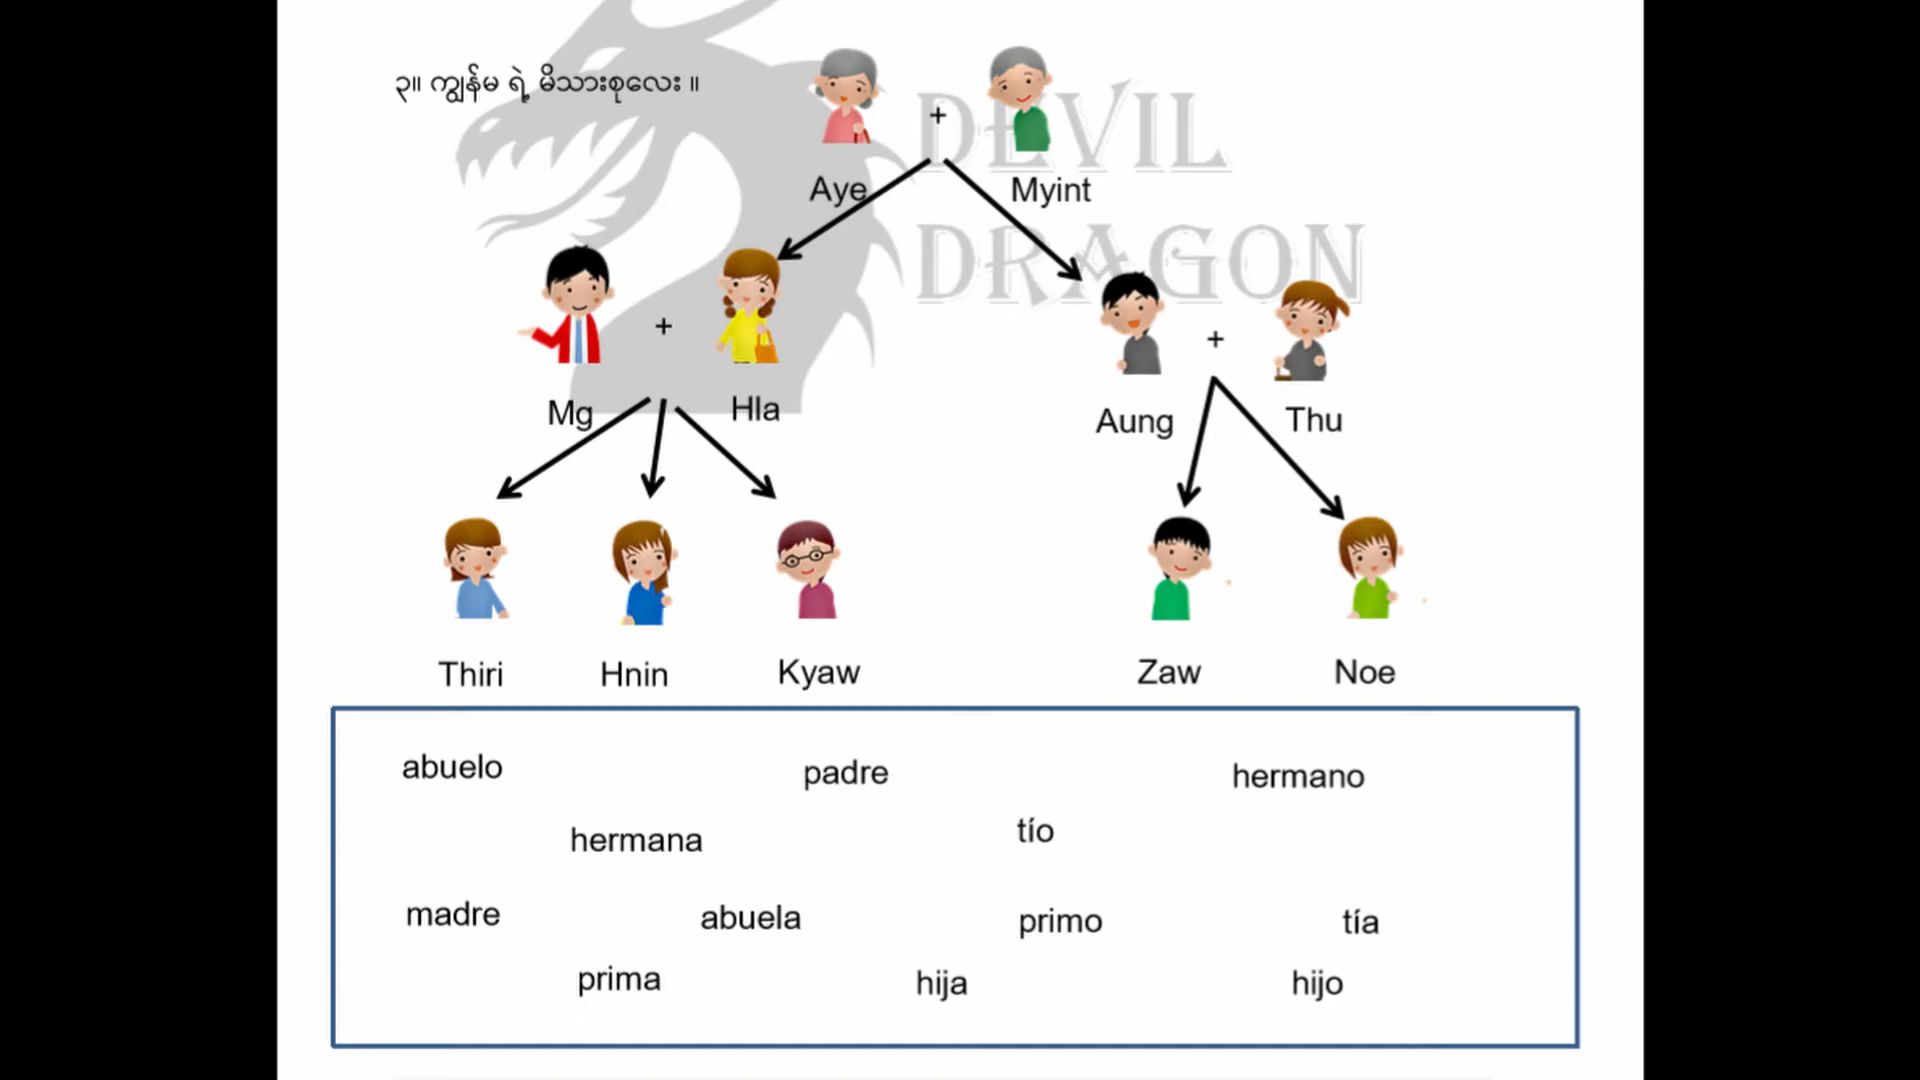 ၃။ ကျွန်မ ရဲ့ မိသားစုလေး ။
DEVIL
DRAGON
+
Aye Myint
+ +
Mg Hla Aung Thu
Thiri Hnin Kyaw Zaw Noe
abuelo padre hermano
hermana tío
madre abuela primo tía
prima hija hijo